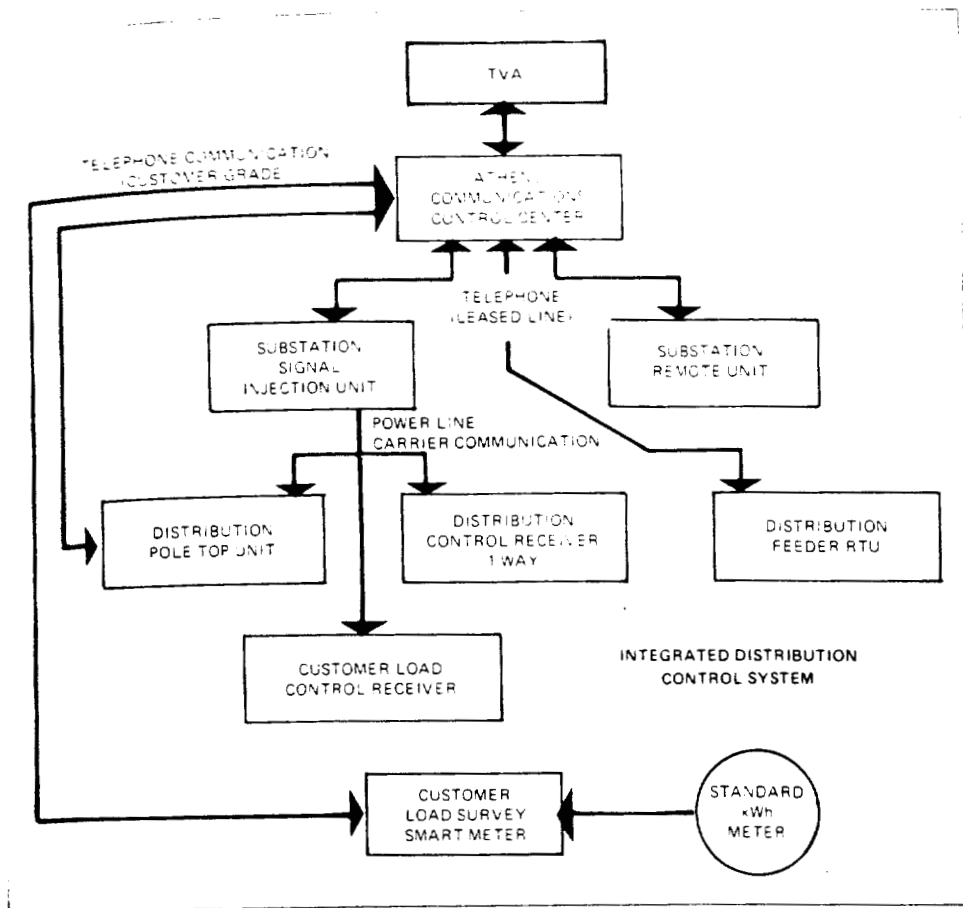 TVA
TELEPHONE COMMUNICATION
(CUSTOMER GRADE
ATHENS
COMMUNICATIONS
CONTROL CENTER
TELEPHONE
(LEASED LINE)
SUBSTATION
SIGNAL
INJECTION UNIT
SUBSTATION
REMOTE UNIT
POWER LINE
CARRIER COMMUNICATION
DISTRIBUTION
POLE TOP UNIT
DISTRIBUTION
CONTROL RECEIVER
1 WAY
DISTRIBUTION
FEEDER RTU
CUSTOMER LOAD
CONTROL RECEIVER
INTEGRATED DISTRIBUTION
CONTROL SYSTEM
CUSTOMER
LOAD SURVEY
SMART METER
STANDARD
kWh
METER